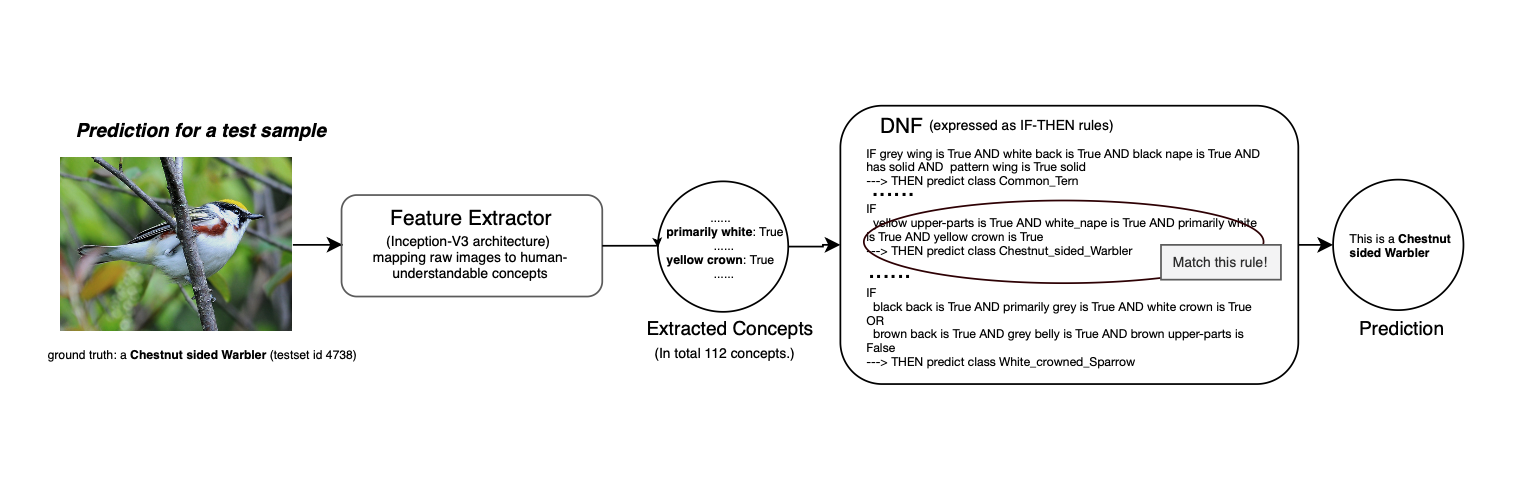 Prediction for a test sample
ground truth: a Chestnut sided Warbler (testset id 4738)
Feature Extractor
(Inception-V3 architecture)
mapping raw images to human-
understandable concepts
......
primarily white: True
......
yellow crown: True
......
Extracted Concepts
(In total 112 concepts.)
DNF (expressed as IF-THEN rules)
IF grey wing is True AND white back is True AND black nape is True AND
has solid AND pattern wing is True solid
---> THEN predict class Common_Tern
......
IF
yellow upper-parts is True AND white_nape is True AND primarily white
is True AND yellow crown is True
---> THEN predict class Chestnut_sided_Warbler
Match this rule!
......
IF
black back is True AND primarily grey is True AND white crown is True
OR
brown back is True AND grey belly is True AND brown upper-parts is
False
---> THEN predict class White_crowned_Sparrow
This is a Chestnut
sided Warbler
Prediction